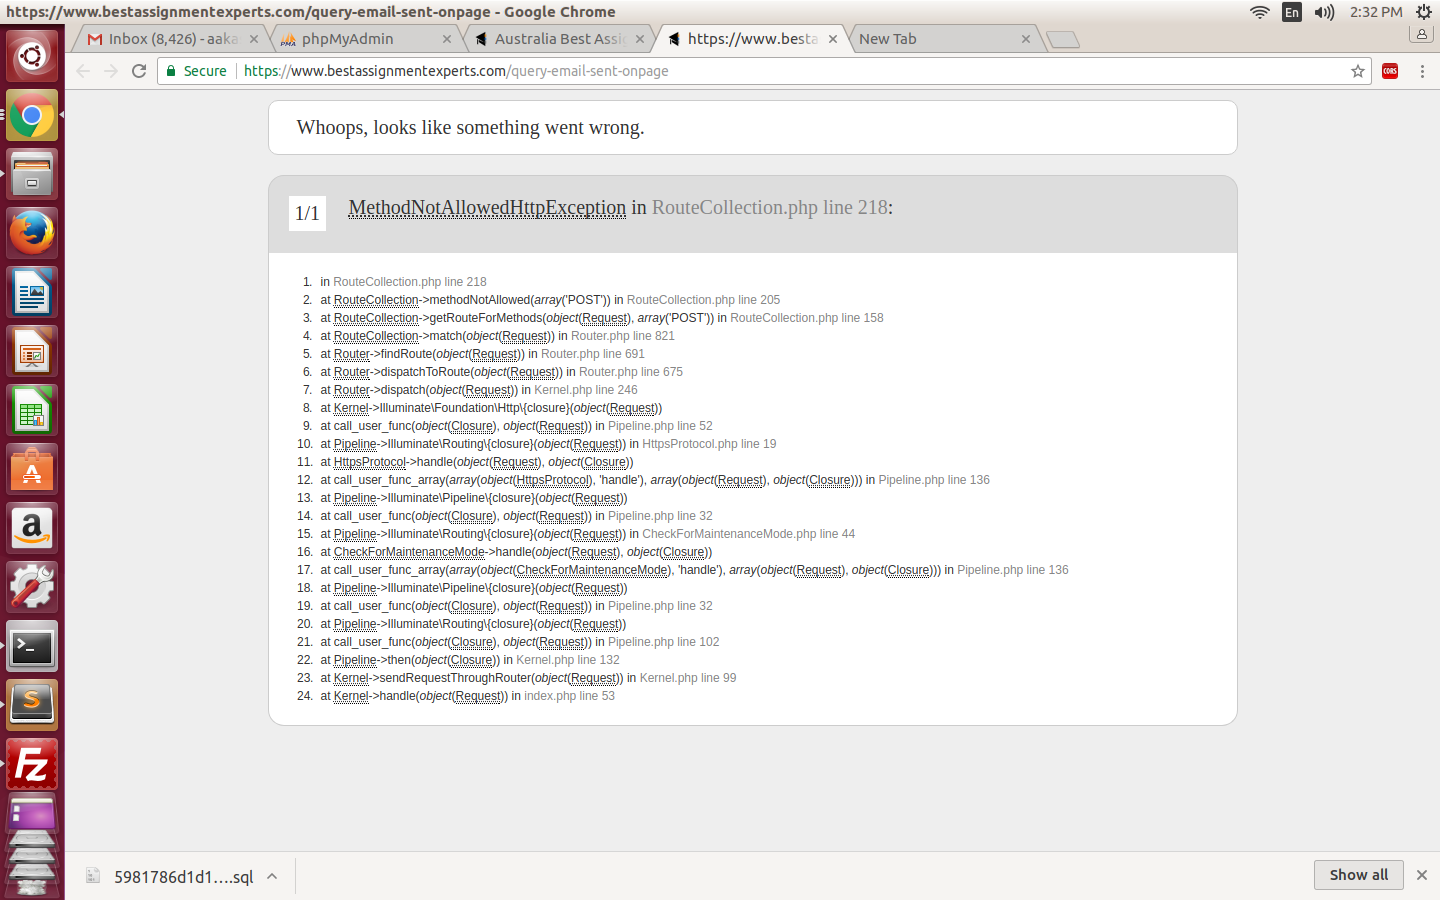 https://www.bestassignmentexperts.com/query-email-sent-onpage - Google Chrome
En
2:32 PM
Inbox (8,426) - aaka
phpMyAdmin
Australia Best Assi
https://www.besta
New Tab
Secure
https://www.bestassignmentexperts.com/query-email-sent-onpage
CORS
Whoops, looks like something went wrong.
1/1
MethodNotAllowedHttpException in RouteCollection.php line 218:
1. in RouteCollection.php line 218
2. at RouteCollection->methodNotAllowed(array('POST')) in RouteCollection.php line 205
3. at RouteCollection->getRouteForMethods(object(Request), array('POST')) in RouteCollection.php line 158
4. at RouteCollection->match(object(Request)) in Router.php line 821
5. at Router->findRoute(object(Request)) in Router.php line 691
6. at Router->dispatchToRoute(object(Request)) in Router.php line 675
7. at Router->dispatch(object(Request)) in Kernel.php line 246
8. at Kernel->Illuminate\Foundation\Http\{closure}(object(Request))
9. at call_user_func(object(Closure), object(Request)) in Pipeline.php line 52
10. at Pipeline->Illuminate\Routing\{closure}(object(Request)) in HttpsProtocol.php line 19
11. at HttpsProtocol->handle(object(Request), object(Closure))
12. at call_user_func_array(array(object(HttpsProtocol), 'handle'), array(object(Request), object(Closure))) in Pipeline.php line 136
13. at Pipeline->Illuminate\Pipeline\{closure}(object(Request))
14. at call_user_func(object(Closure), object(Request)) in Pipeline.php line 32
15. at Pipeline->Illuminate\Routing\{closure}(object(Request)) in CheckForMaintenanceMode.php line 44
16. at CheckForMaintenanceMode->handle(object(Request), object(Closure))
17. at call_user_func_array(array(object(CheckForMaintenanceMode), 'handle'), array(object(Request), object(Closure))) in Pipeline.php line 136
18. at Pipeline->Illuminate\Pipeline\{closure}(object(Request))
19. at call_user_func(object(Closure), object(Request)) in Pipeline.php line 32
20. at Pipeline->Illuminate\Routing\{closure}(object(Request))
21. at call_user_func(object(Closure), object(Request)) in Pipeline.php line 102
22. at Pipeline->then(object(Closure)) in Kernel.php line 132
23. at Kernel->sendRequestThroughRouter(object(Request)) in Kernel.php line 99
24. at Kernel->handle(object(Request)) in index.php line 53
5981786d1d1....sql
Show all